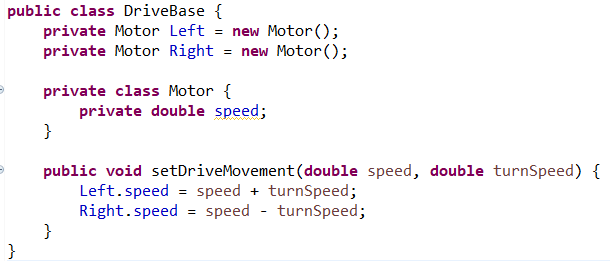 public class DriveBase {
    private Motor Left = new Motor();
    private Motor Right = new Motor();

    private class Motor {
        private double speed;
    }

    public void setDriveMovement(double speed, double turnSpeed) {
        Left.speed = speed + turnSpeed;
        Right.speed = speed - turnSpeed;
    }
}